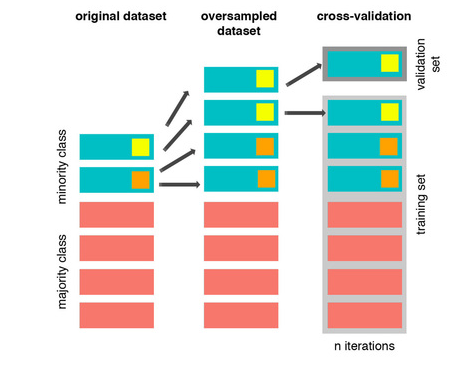 original dataset
oversampled
dataset
cross-validation
minority class
majority class
validation
set
training set
n iterations